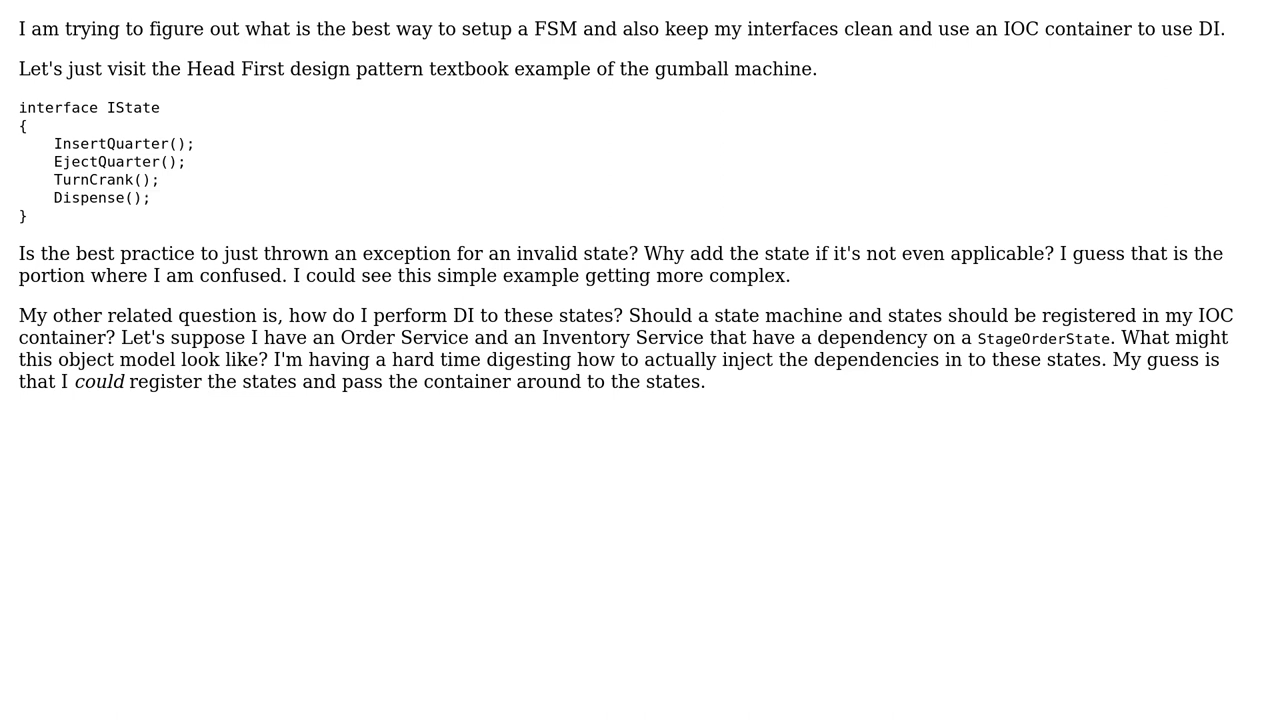 I am trying to figure out what is the best way to setup a FSM and also keep my interfaces clean and use an IOC container to use DI.
Let's just visit the Head First design pattern textbook example of the gumball machine.
interface IState
{
    InsertQuarter();
    EjectQuarter();
    TurnCrank();
    Dispense();
}
Is the best practice to just thrown an exception for an invalid state? Why add the state if it's not even applicable? I guess that is the
portion where I am confused. I could see this simple example getting more complex.
My other related question is, how do I perform DI to these states? Should a state machine and states should be registered in my IOC
container? Let's suppose I have an Order Service and an Inventory Service that have a dependency on a StageOrderState. What might
this object model look like? I'm having a hard time digesting how to actually inject the dependencies in to these states. My guess is
that I could register the states and pass the container around to the states.